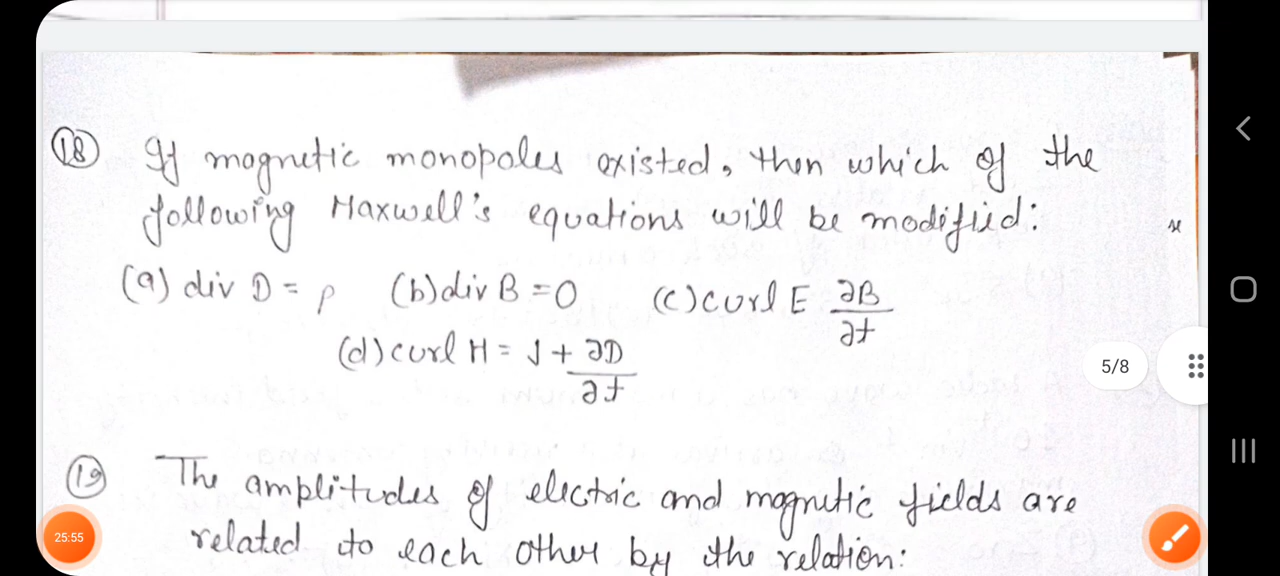 (18) If magnetic monopoles existed, then which of the
following Maxwell's equations will be modified:
(a) div D = ρ (b) div B = 0 (c) curl E ∂B/∂t
(d) curl H = J + ∂D/∂t
5/8
(19) The amplitudes of electric and magnetic fields are
related to each other by the relation:
25:55